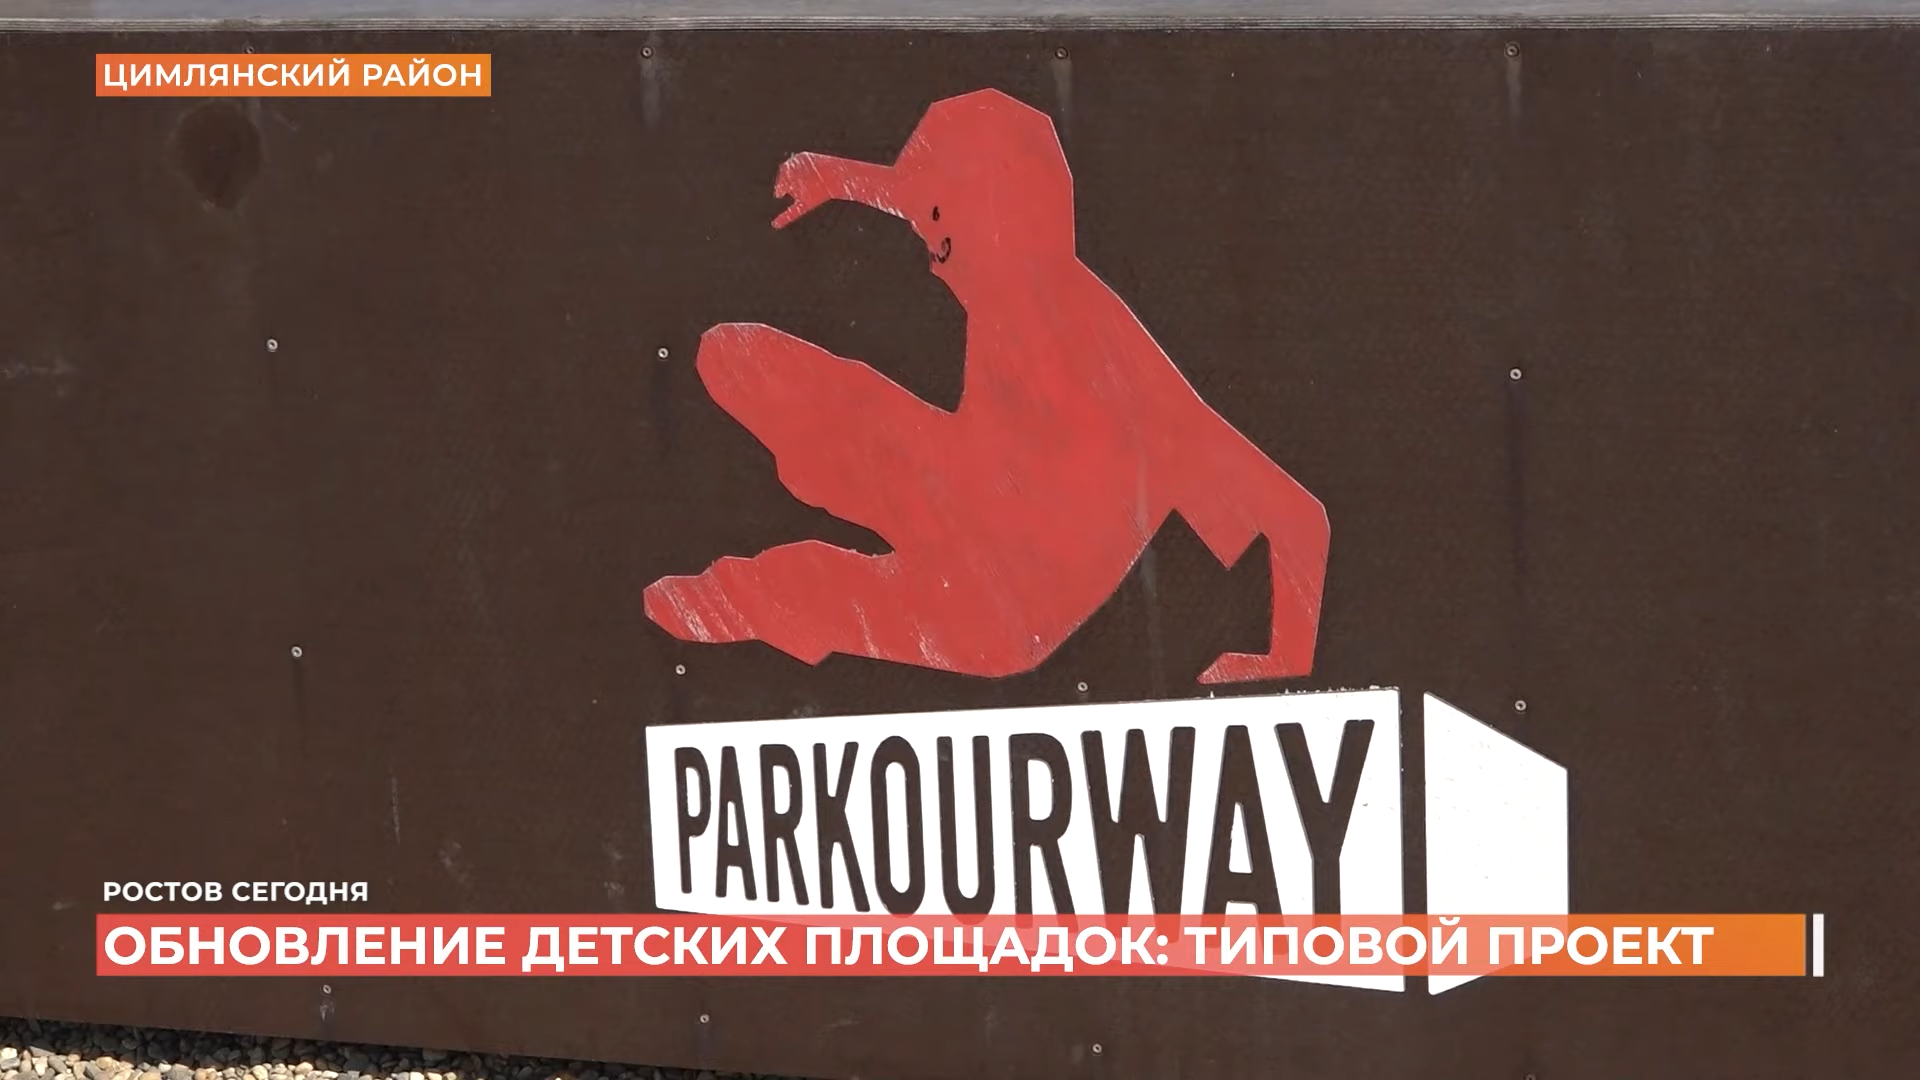 ЦИМЛЯНСКИЙ РАЙОН
PARKOURWAY
РОСТОВ СЕГОДНЯ
ОБНОВЛЕНИЕ ДЕТСКИХ ПЛОЩАДОК: ТИПОВОЙ ПРОЕКТ